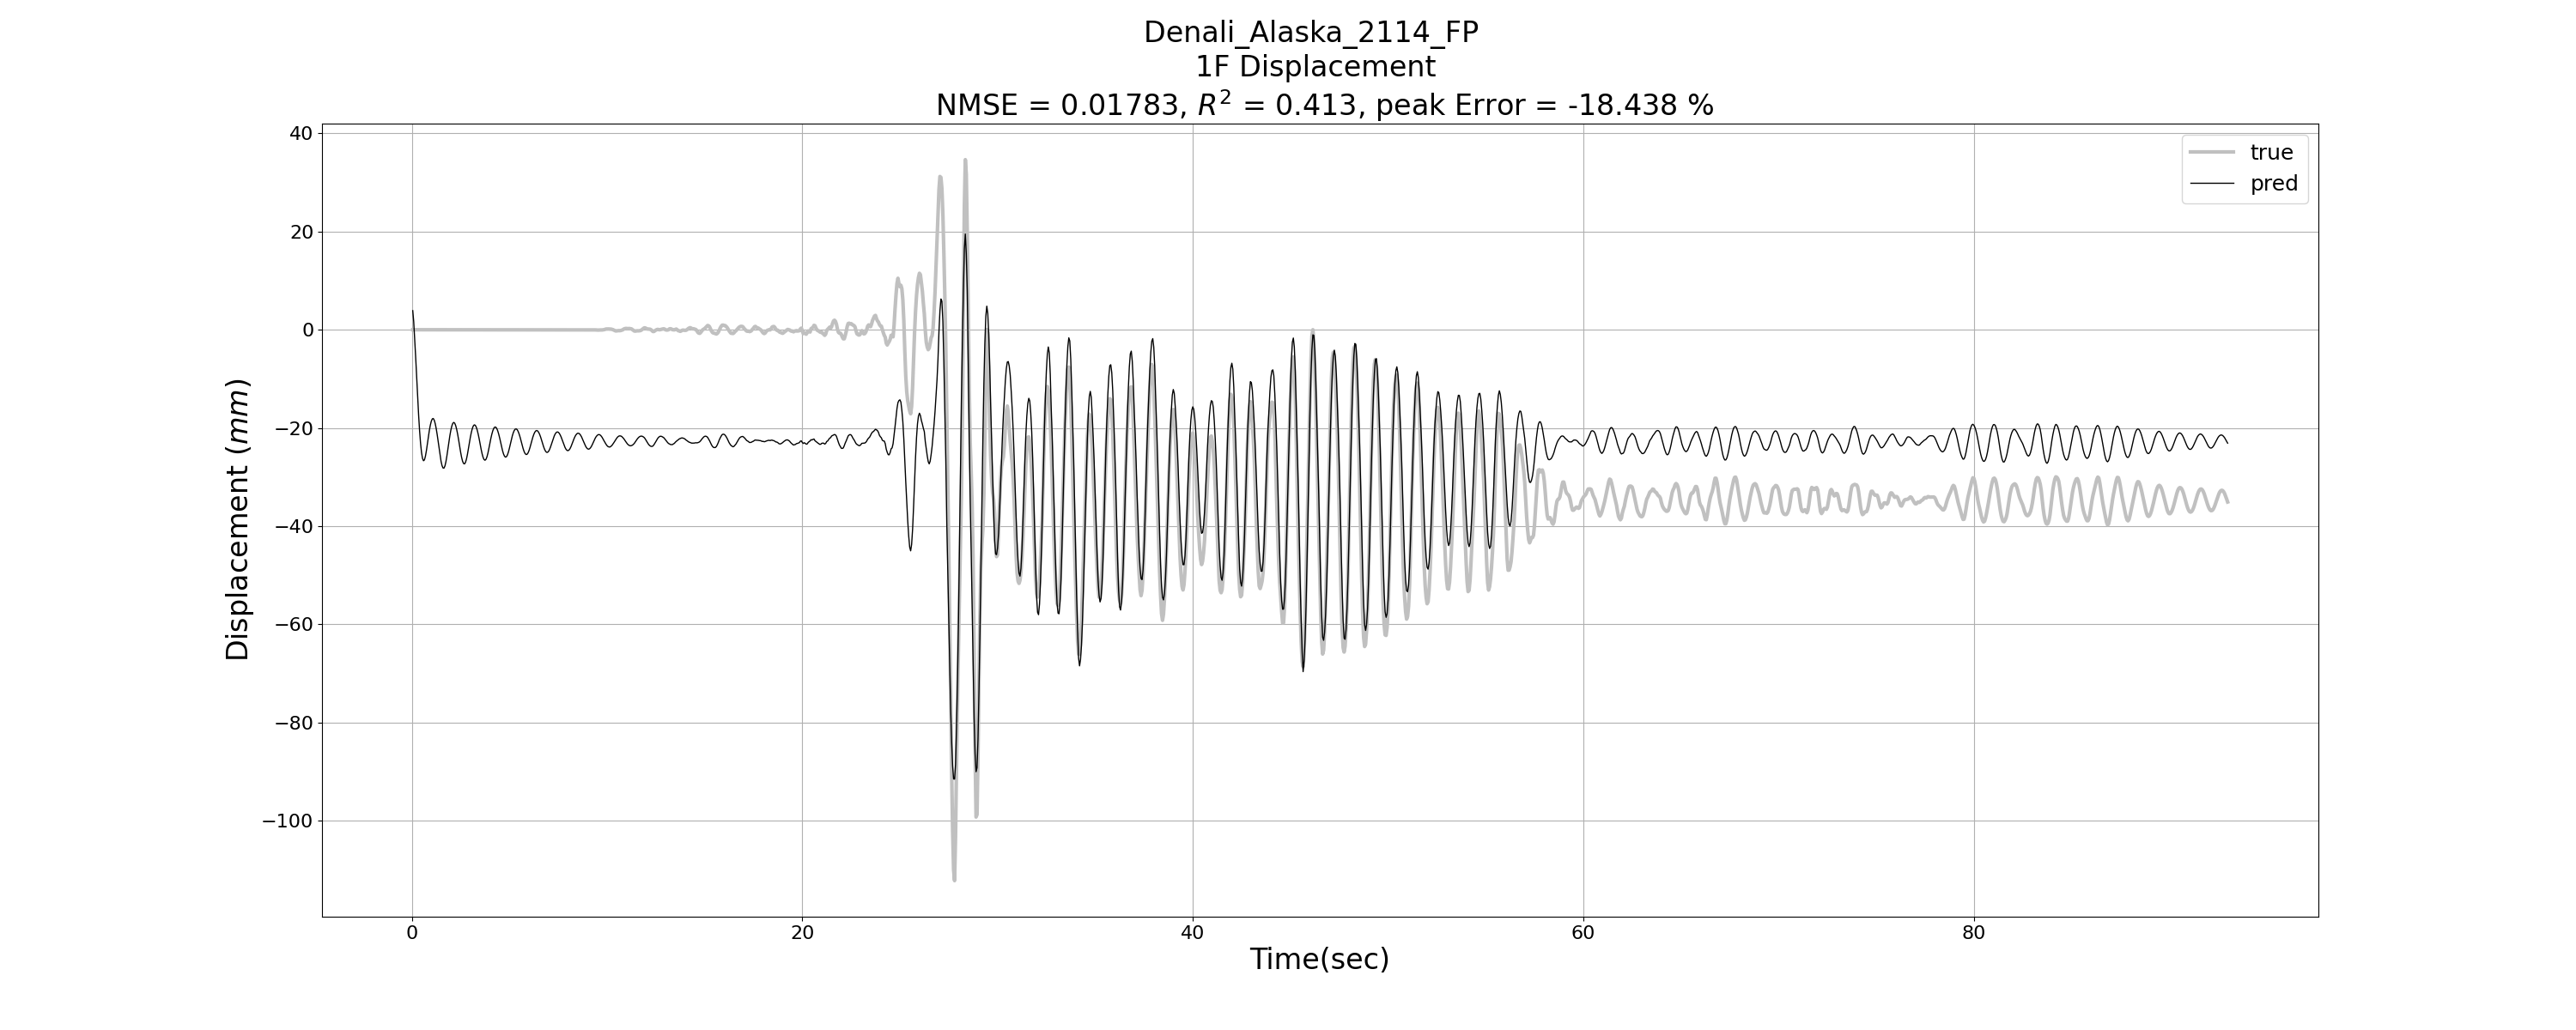 Denali_Alaska_2114_FP
1F Displacement
NMSE = 0.01783, R² = 0.413, peak Error = -18.438 %
40
20
0
−20
−40
−60
−80
−100
Displacement (mm)
true
pred
0 20 40 60 80
Time(sec)